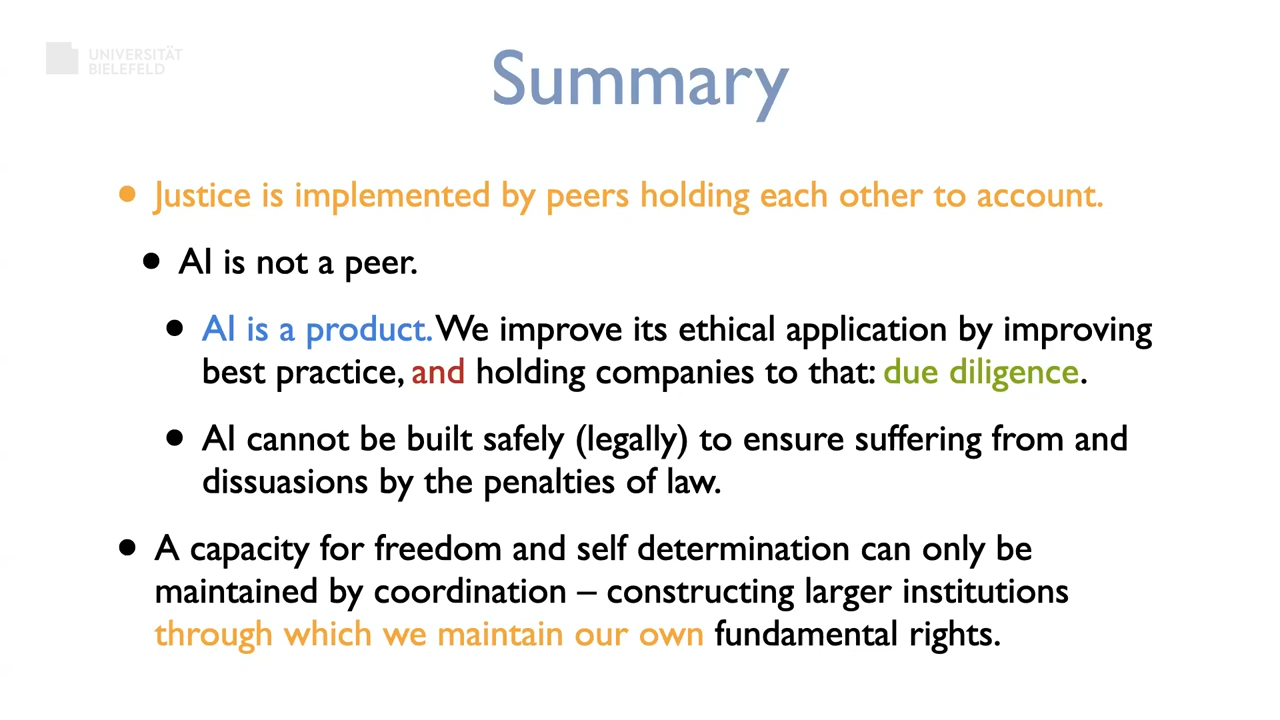 UNIVERSITÄT
BIELEFELD
Summary
• Justice is implemented by peers holding each other to account.
• AI is not a peer.
• AI is a product. We improve its ethical application by improving
best practice, and holding companies to that: due diligence.
• AI cannot be built safely (legally) to ensure suffering from and
dissuasions by the penalties of law.
• A capacity for freedom and self determination can only be
maintained by coordination – constructing larger institutions
through which we maintain our own fundamental rights.